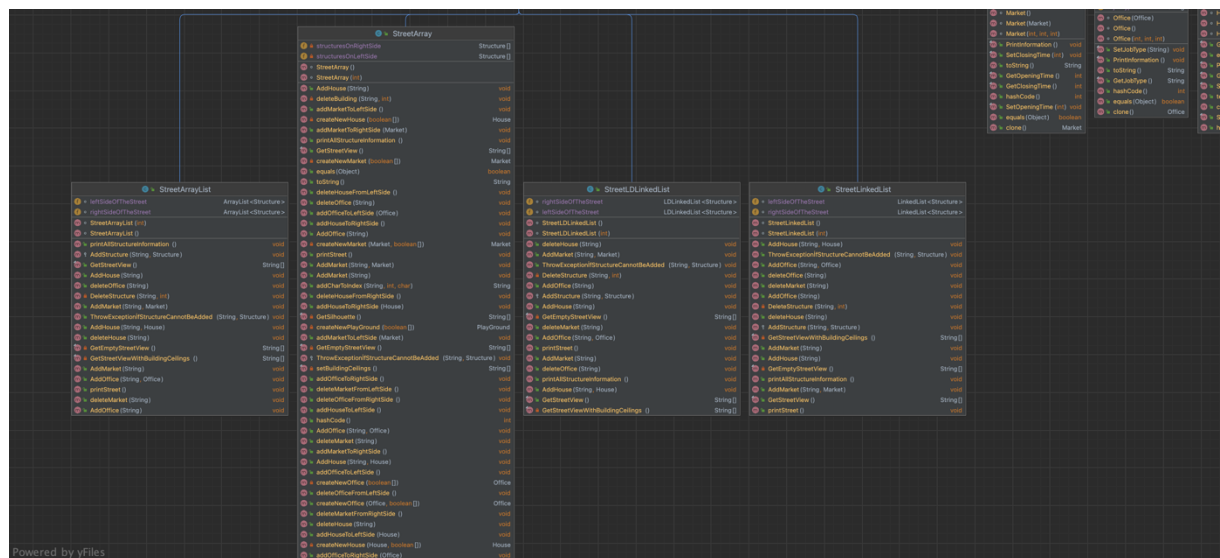 StreetArray
structuresOnRightSide Structure[]
structuresOnLeftSide Structure[]
StreetArray()
StreetArray(int)
AddHouse(String) void
deleteBuilding(String, int) void
addMarketToLeftSide() void
createNewHouse(boolean[]) House
addMarketToRightSide(Market) void
printAllStructureInformation() void
GetStreetView() String[]
createNewMarket(boolean[]) Market
equals(Object) boolean
toString() String
deleteHouseFromLeftSide() void
deleteOffice(String) void
addOfficeToLeftSide(Office) void
addHouseToRightSide() void
AddOffice(String) void
createNewMarket(Market, boolean[]) Market
printStreet() void
AddMarket(String, Market) void
AddMarket(String) void
addCharToIndex(String, int, char) String
deleteHouseFromRightSide() void
addHouseToRightSide(House) void
GetSilhouette() String[]
createNewPlayGround(boolean[]) PlayGround
addMarketToLeftSide(Market) void
GetEmptyStreetView() String[]
ThrowExceptionIfStructureCannotBeAdded(String, Structure) void
setBuildingCeilings() String[]
addOfficeToRightSide() void
deleteMarketFromLeftSide() void
deleteOfficeFromRightSide() void
addHouseToLeftSide() void
hashCode() int
AddOffice(String, Office) void
deleteMarket(String) void
addMarketToRightSide() void
AddHouse(String, House) void
addOfficeToLeftSide() void
createNewOffice(boolean[]) Office
deleteOfficeFromLeftSide() void
createNewOffice(Office, boolean[]) Office
deleteMarketFromRightSide() void
deleteHouse(String) void
addHouseToLeftSide(House) void
createNewHouse(House, boolean[]) House
addOfficeToRightSide(Office) void
StreetArrayList
leftSideOfTheStreet ArrayList<Structure>
rightSideOfTheStreet ArrayList<Structure>
StreetArrayList(int)
StreetArrayList()
printAllStructureInformation() void
AddStructure(String, Structure) void
GetStreetView() String[]
AddHouse(String) void
deleteOffice(String) void
DeleteStructure(String, int) void
AddMarket(String, Market) void
ThrowExceptionIfStructureCannotBeAdded(String, Structure) void
AddHouse(String, House) void
deleteHouse(String) void
GetEmptyStreetView() String[]
GetStreetViewWithBuildingCeilings() String[]
AddMarket(String) void
AddOffice(String, Office) void
printStreet() void
deleteMarket(String) void
AddOffice(String) void
StreetLDLinkedList
rightSideOfTheStreet LDLinkedList<Structure>
leftSideOfTheStreet LDLinkedList<Structure>
StreetLDLinkedList()
StreetLDLinkedList(int)
deleteHouse(String) void
AddMarket(String, Market) void
ThrowExceptionIfStructureCannotBeAdded(String, Structure) void
DeleteStructure(String, int) void
AddOffice(String) void
AddStructure(String, Structure) void
AddHouse(String) void
GetEmptyStreetView() String[]
deleteMarket(String) void
AddOffice(String, Office) void
printStreet() void
AddMarket(String) void
deleteOffice(String) void
printAllStructureInformation() void
AddHouse(String, House) void
GetStreetView() String[]
GetStreetViewWithBuildingCeilings() String[]
StreetLinkedList
leftSideOfTheStreet LinkedList<Structure>
rightSideOfTheStreet LinkedList<Structure>
StreetLinkedList()
StreetLinkedList(int)
AddHouse(String, House) void
ThrowExceptionIfStructureCannotBeAdded(String, Structure) void
AddOffice(String, Office) void
deleteOffice(String) void
deleteMarket(String) void
AddOffice(String) void
DeleteStructure(String, int) void
deleteHouse(String) void
AddStructure(String, Structure) void
GetStreetViewWithBuildingCeilings() String[]
AddMarket(String) void
AddHouse(String) void
GetEmptyStreetView() String[]
printAllStructureInformation() void
AddMarket(String, Market) void
GetStreetView() String[]
printStreet() void
Market()
Market(Market)
Market(int, int, int)
PrintInformation() void
SetClosingTime(int) void
toString() String
GetOpeningTime() int
GetClosingTime() int
hashCode() int
SetOpeningTime(int) void
equals(Object) boolean
clone() Market
Office(Office)
Office()
Office(int, int, int)
SetJobType(String) void
PrintInformation() void
toString() String
GetJobType() String
hashCode() int
equals(Object) boolean
clone() Office
Powered by yFiles